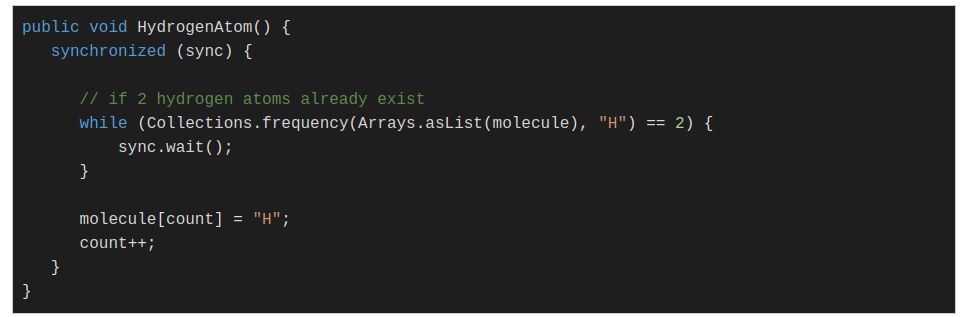 public void HydrogenAtom() {
   synchronized (sync) {

      // if 2 hydrogen atoms already exist
      while (Collections.frequency(Arrays.asList(molecule), "H") == 2) {
          sync.wait();
      }

      molecule[count] = "H";
      count++;
   }
}